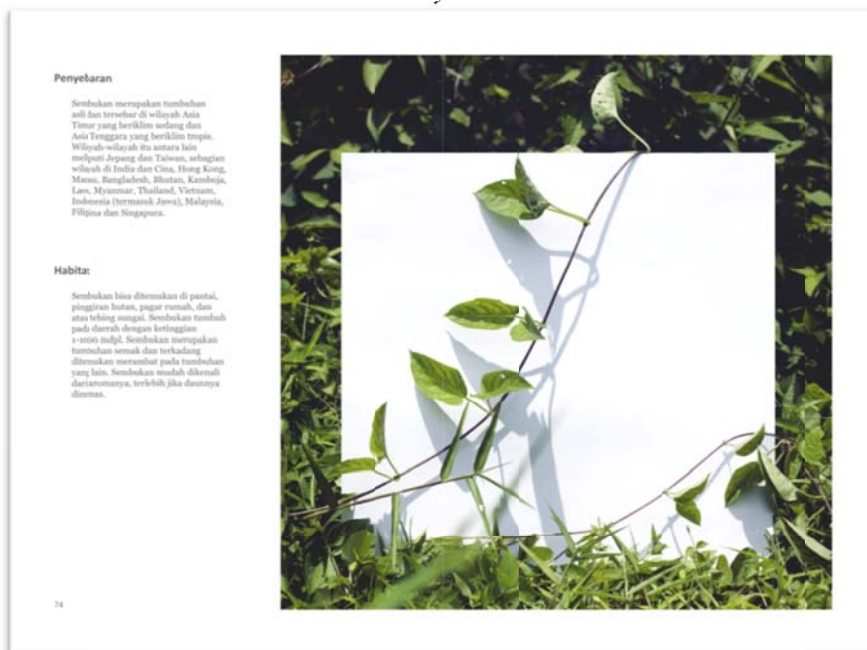 Penyebaran
Sembukan merupakan tumbuhan
asli dan tersebar di wilayah Asia
Timur yang beriklim sedang dan
Asia Tenggara yang beriklim tropis.
Wilayah-wilayah itu antara lain
meliputi Jepang dan Taiwan, sebagian
wilayah di India dan Cina, Hong Kong,
Macau, Bangladesh, Bhutan, Kamboja,
Laos, Myanmar, Thailand, Vietnam,
Indonesia (termasuk Jawa), Malaysia,
Filipina dan Singapura.
Habitat
Sembukan bisa ditemukan di pantai,
pinggiran hutan, pagar rumah, dan
atas tebing sungai. Sembukan tumbuh
pada daerah dengan ketinggian
1-1000 mdpl. Sembukan merupakan
tumbuhan semak dan terkadang
ditemukan merambat pada tumbuhan
yang lain. Sembukan mudah dikenali
dariaromanya, terlebih jika daunnya
diremas.
74